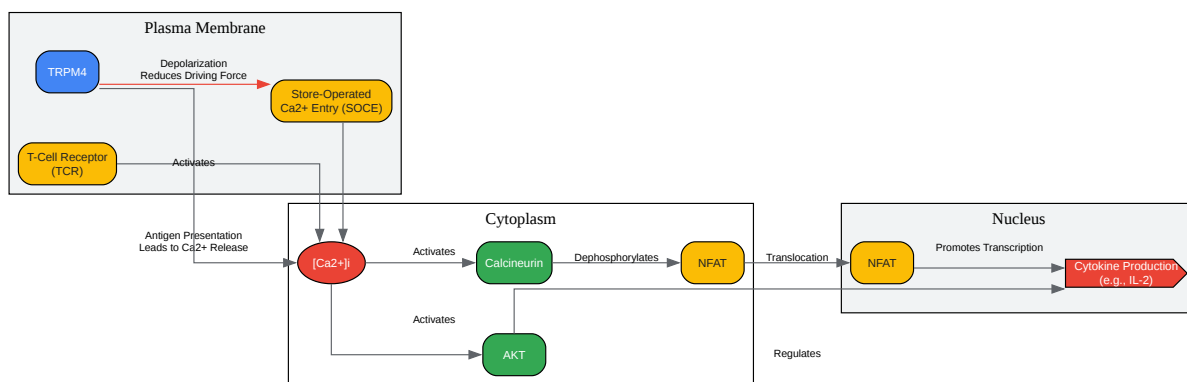 Plasma Membrane
TRPM4
Depolarization
Reduces Driving Force
Store-Operated
Ca2+ Entry (SOCE)
T-Cell Receptor
(TCR)
Activates
Antigen Presentation
Leads to Ca2+ Release
Cytoplasm
[Ca2+]i
Activates
Calcineurin
Dephosphorylates
NFAT
Translocation
Activates
AKT
Regulates
Nucleus
NFAT
Promotes Transcription
Cytokine Production
(e.g., IL-2)